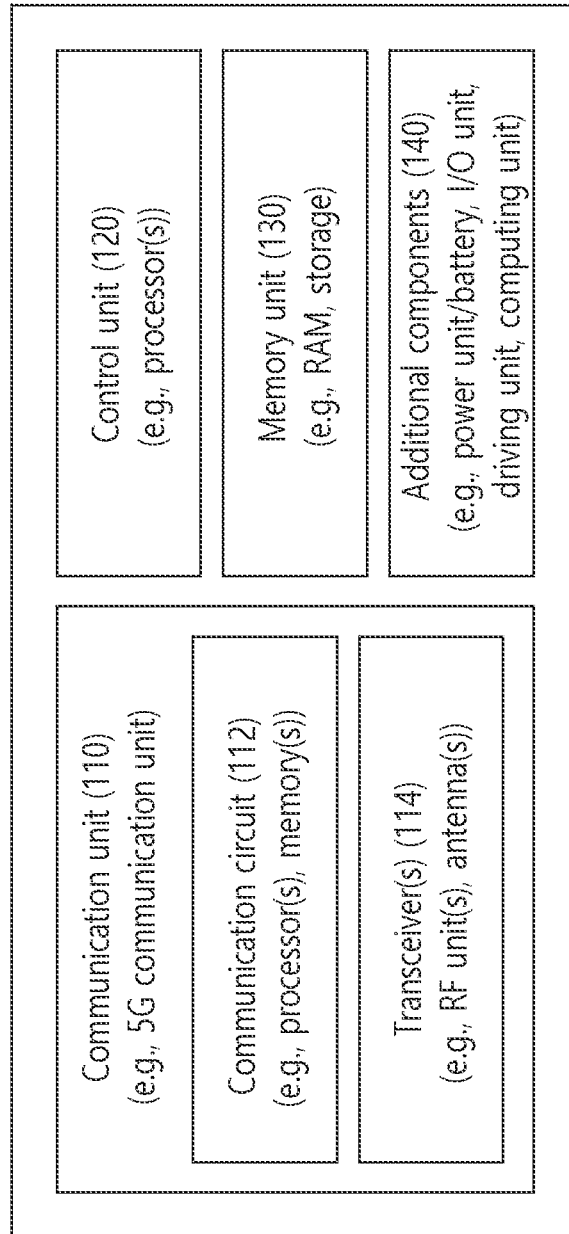 Communication unit (110)
(e.g., 5G communication unit)
Communication circuit (112)
(e.g., processor(s), memory(s))
Transceiver(s) (114)
(e.g., RF unit(s), antenna(s))
Control unit (120)
(e.g., processor(s))
Memory unit (130)
(e.g., RAM, storage)
Additional components (140)
(e.g., power unit/battery, I/O unit,
driving unit, computing unit)